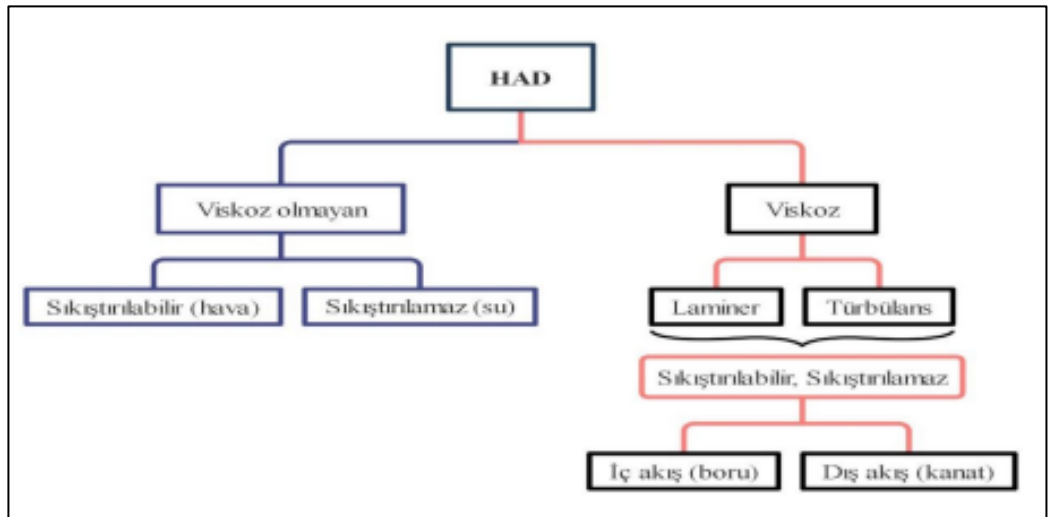 HAD
Viskoz olmayan
Viskoz
Sıkıştırılabilir (hava)
Sıkıştırılamaz (su)
Laminer
Türbülans
Sıkıştırılabilir, Sıkıştırılamaz
İç akış (boru)
Dış akış (kanat)